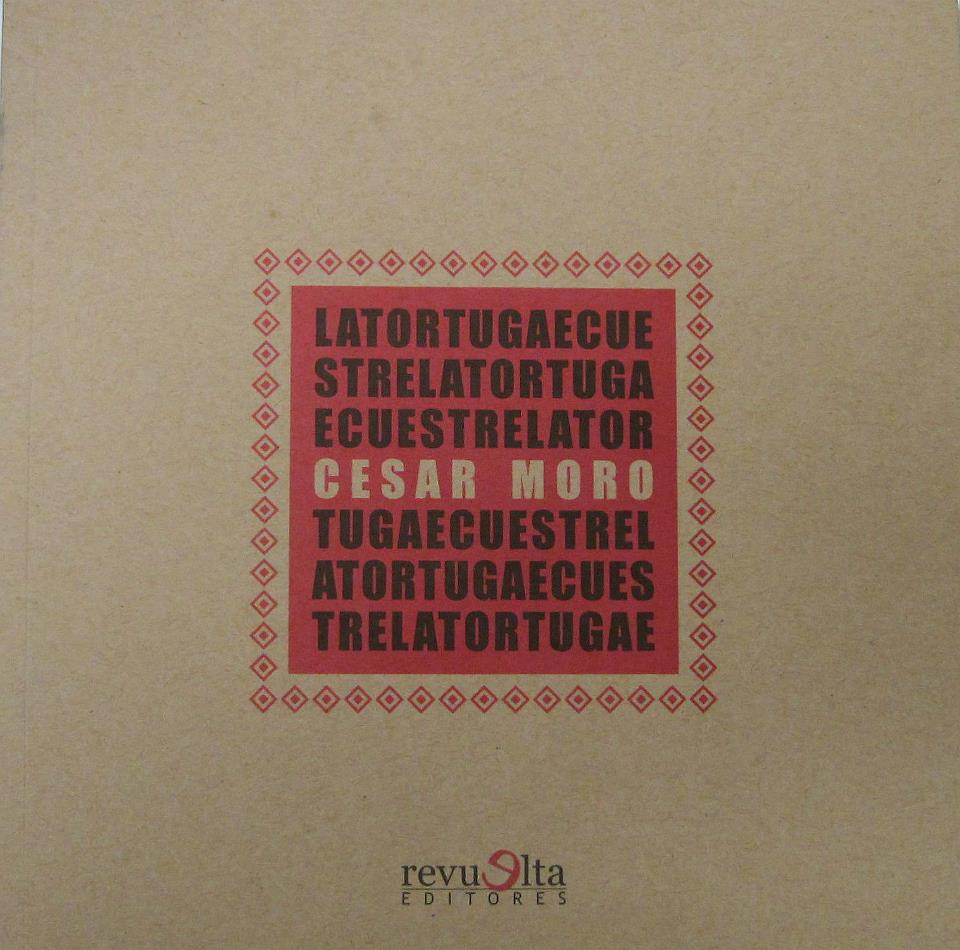 LATORTUGAECUE
STRELATORTUGA
ECUESTRELATOR
CESAR MORO
TUGAECUESTREL
ATORTUGAECUES
TRELATORTUGAE
revuelta
EDITORES